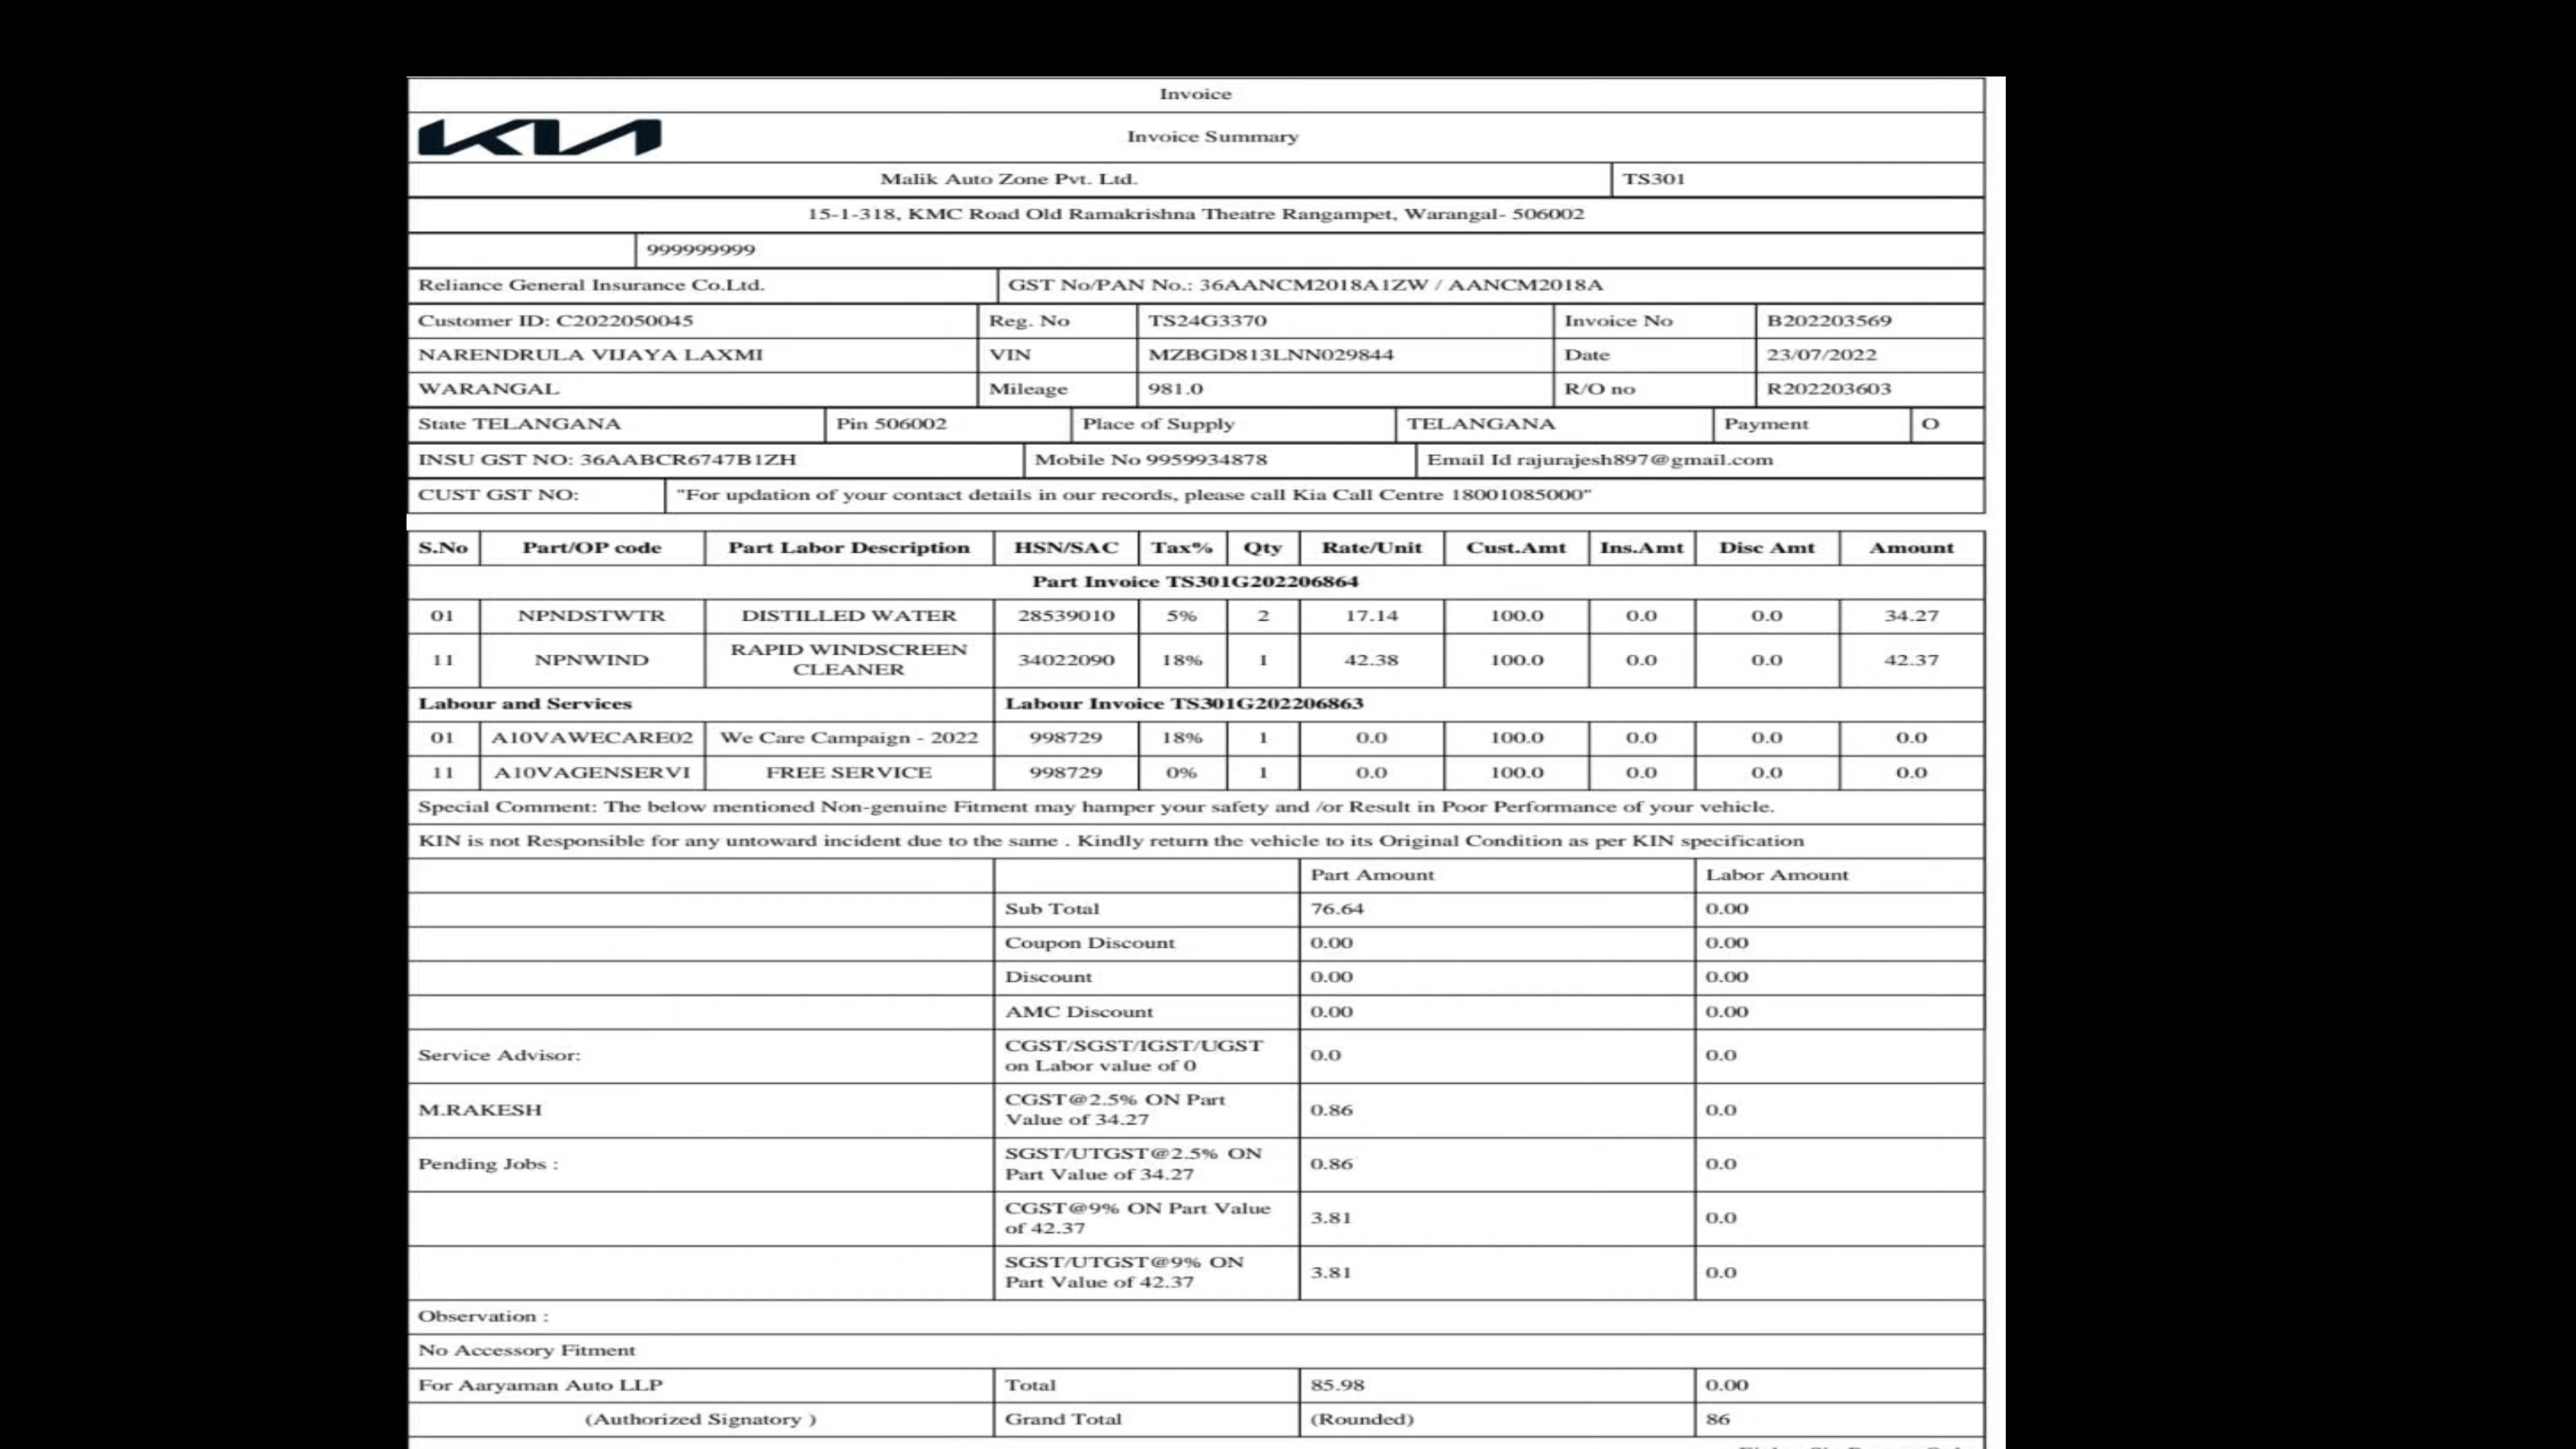 Invoice
KIA
Invoice Summary
Malik Auto Zone Pvt. Ltd. TS301
15-1-318, KMC Road Old Ramakrishna Theatre Rangampet, Warangal- 506002
999999999
Reliance General Insurance Co.Ltd. GST No/PAN No.: 36AANCM2018A1ZW / AANCM2018A
Customer ID: C2022050045 Reg. No TS24G3370 Invoice No B202203569
NARENDRULA VIJAYA LAXMI VIN MZBGD813LNN029844 Date 23/07/2022
WARANGAL Mileage 981.0 R/O no R202203603
State TELANGANA Pin 506002 Place of Supply TELANGANA Payment O
INSU GST NO: 36AABCR6747B1ZH Mobile No 9959934878 Email Id rajurajesh897@gmail.com
CUST GST NO: "For updation of your contact details in our records, please call Kia Call Centre 18001085000"
S.No Part/OP code Part Labor Description HSN/SAC Tax% Qty Rate/Unit Cust.Amt Ins.Amt Disc Amt Amount
Part Invoice TS301G202206864
01 NPNDSTWTR DISTILLED WATER 28539010 5% 2 17.14 100.0 0.0 0.0 34.27
11 NPNWIND RAPID WINDSCREEN CLEANER 34022090 18% 1 42.38 100.0 0.0 0.0 42.37
Labour and Services Labour Invoice TS301G202206863
01 A10VAWECARE02 We Care Campaign - 2022 998729 18% 1 0.0 100.0 0.0 0.0 0.0
11 A10VAGENSERVI FREE SERVICE 998729 0% 1 0.0 100.0 0.0 0.0 0.0
Special Comment: The below mentioned Non-genuine Fitment may hamper your safety and /or Result in Poor Performance of your vehicle.
KIN is not Responsible for any untoward incident due to the same . Kindly return the vehicle to its Original Condition as per KIN specification
Part Amount Labor Amount
Sub Total 76.64 0.00
Coupon Discount 0.00 0.00
Discount 0.00 0.00
AMC Discount 0.00 0.00
Service Advisor: CGST/SGST/IGST/UGST on Labor value of 0 0.0 0.0
M.RAKESH CGST@2.5% ON Part Value of 34.27 0.86 0.0
Pending Jobs : SGST/UTGST@2.5% ON Part Value of 34.27 0.86 0.0
CGST@9% ON Part Value of 42.37 3.81 0.0
SGST/UTGST@9% ON Part Value of 42.37 3.81 0.0
Observation :
No Accessory Fitment
For Aaryaman Auto LLP Total 85.98 0.00
(Authorized Signatory ) Grand Total (Rounded) 86